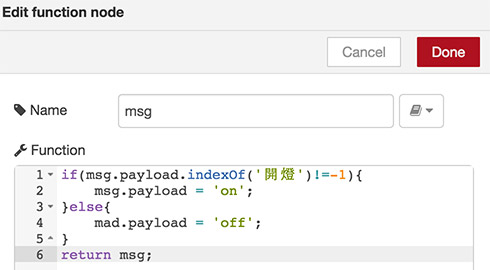 Edit function node
Cancel Done
Name msg
Function
1 if(msg.payload.indexOf('開燈')!=-1){
2 msg.payload = 'on';
3 }else{
4 mad.payload = 'off';
5 }
6 return msg;